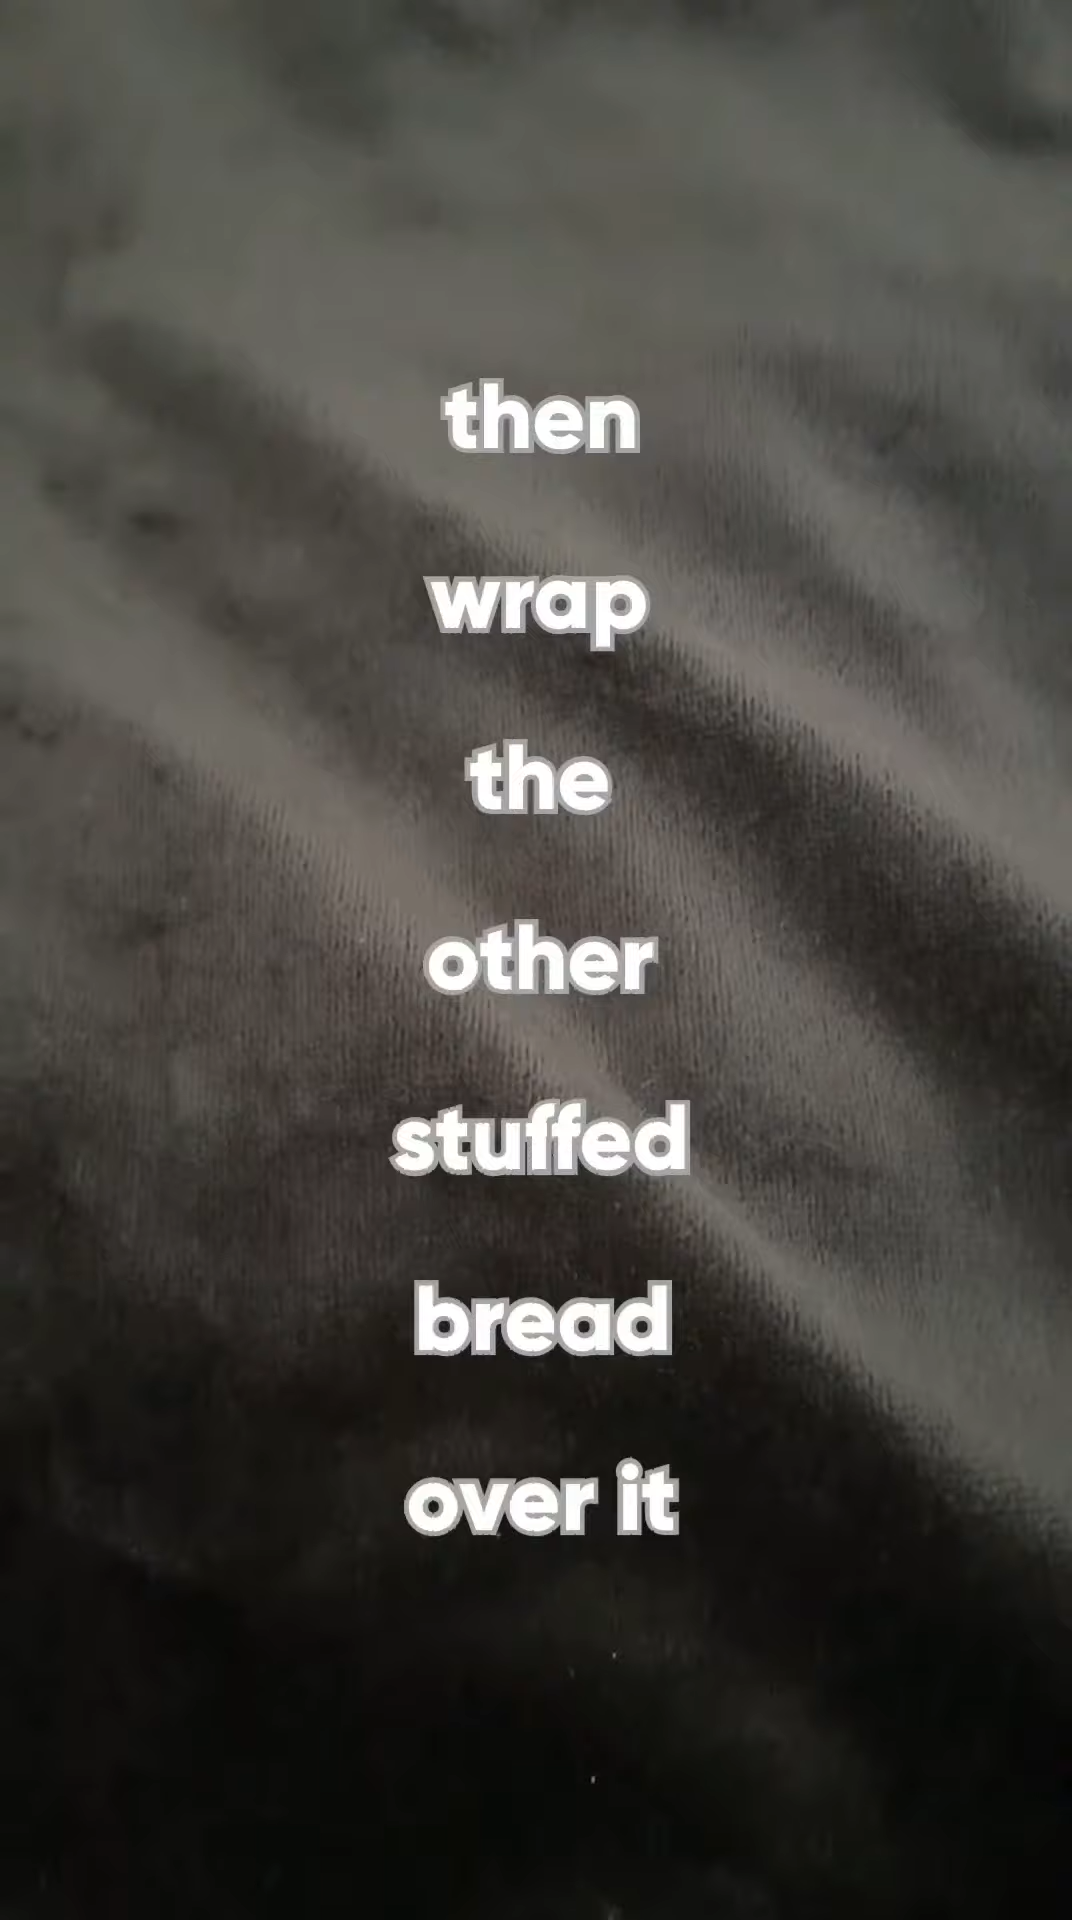 then
wrap
the
other
stuffed
bread
over it